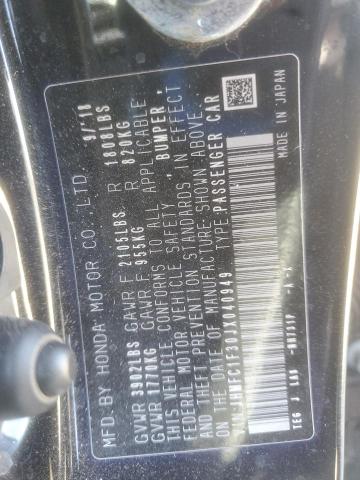 MFD.BY HONDA MOTOR CO.,LTD. 9/'18
GVWR 3902LBS GAWR F 2105LBS R 1808LBS
GVWR 1770KG GAWR F 955KG R 820KG
THIS VEHICLE CONFORMS TO ALL APPLICABLE
FEDERAL MOTOR VEHICLE SAFETY, BUMPER,
AND THEFT PREVENTION STANDARDS IN EFFECT
ON THE DATE OF MANUFACTURE SHOWN ABOVE.
TYPE:PASSENGER CAR
MADE IN JAPAN
TEG J
-A-